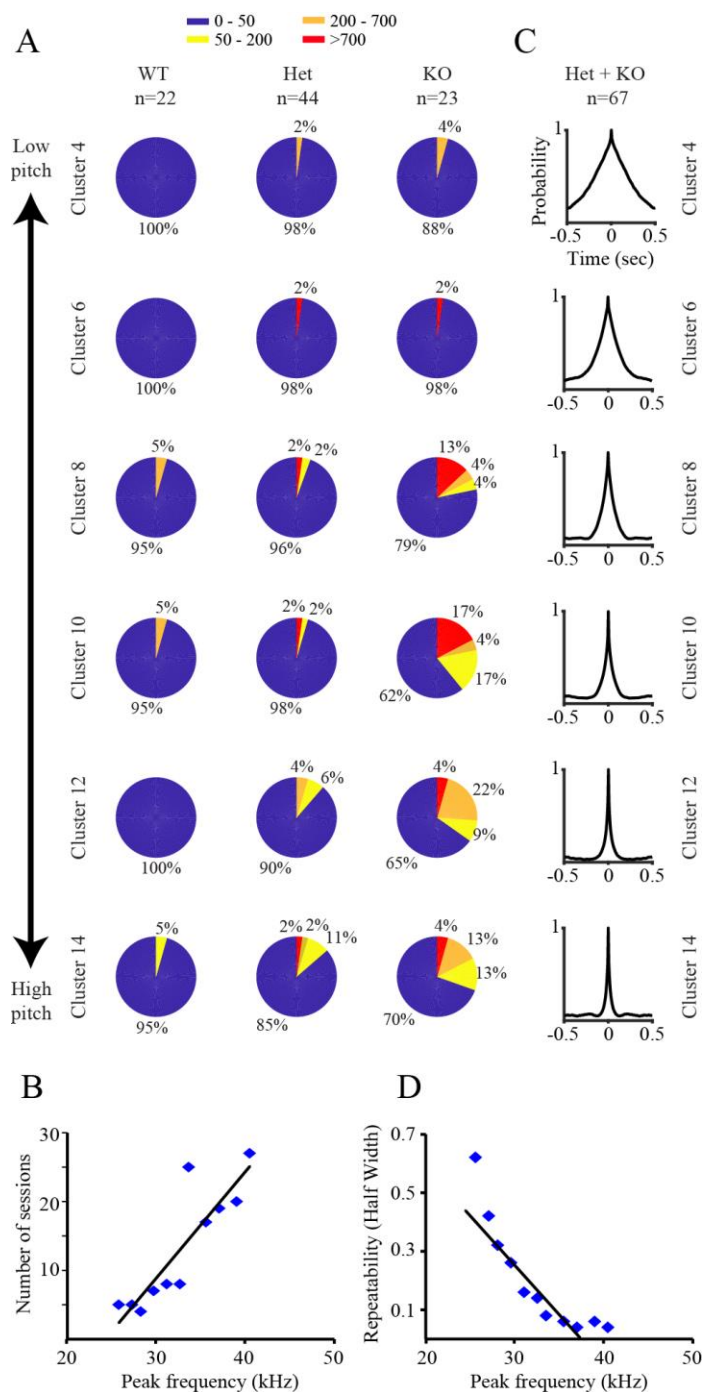 A
0 - 50
50 - 200
200 - 700
>700
C
WT
n=22
Het
n=44
KO
n=23
Het + KO
n=67
Low
pitch
High
pitch
Cluster 4
100%
2%
98%
4%
88%
Probability
1
-0.5 0 0.5
Time (sec)
Cluster 4
Cluster 6
100%
2%
98%
2%
98%
1
-0.5 0 0.5
Cluster 6
Cluster 8
5%
95%
2% 2%
96%
13%
4%
4%
79%
1
-0.5 0 0.5
Cluster 8
Cluster 10
5%
95%
2% 2%
98%
17%
4%
17%
62%
1
-0.5 0 0.5
Cluster 10
Cluster 12
100%
4%
6%
90%
4%
22%
9%
65%
1
-0.5 0 0.5
Cluster 12
Cluster 14
5%
95%
2% 2%
11%
85%
4%
13%
13%
70%
1
-0.5 0 0.5
Cluster 14
B
Number of sessions
30
20
10
20 30 40 50
Peak frequency (kHz)
D
Repeatability (Half Width)
0.7
0.5
0.3
0.1
20 30 40 50
Peak frequency (kHz)